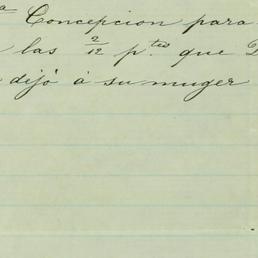 a Concepcion para
las 2/12 p.tes que D
dejó á su muger